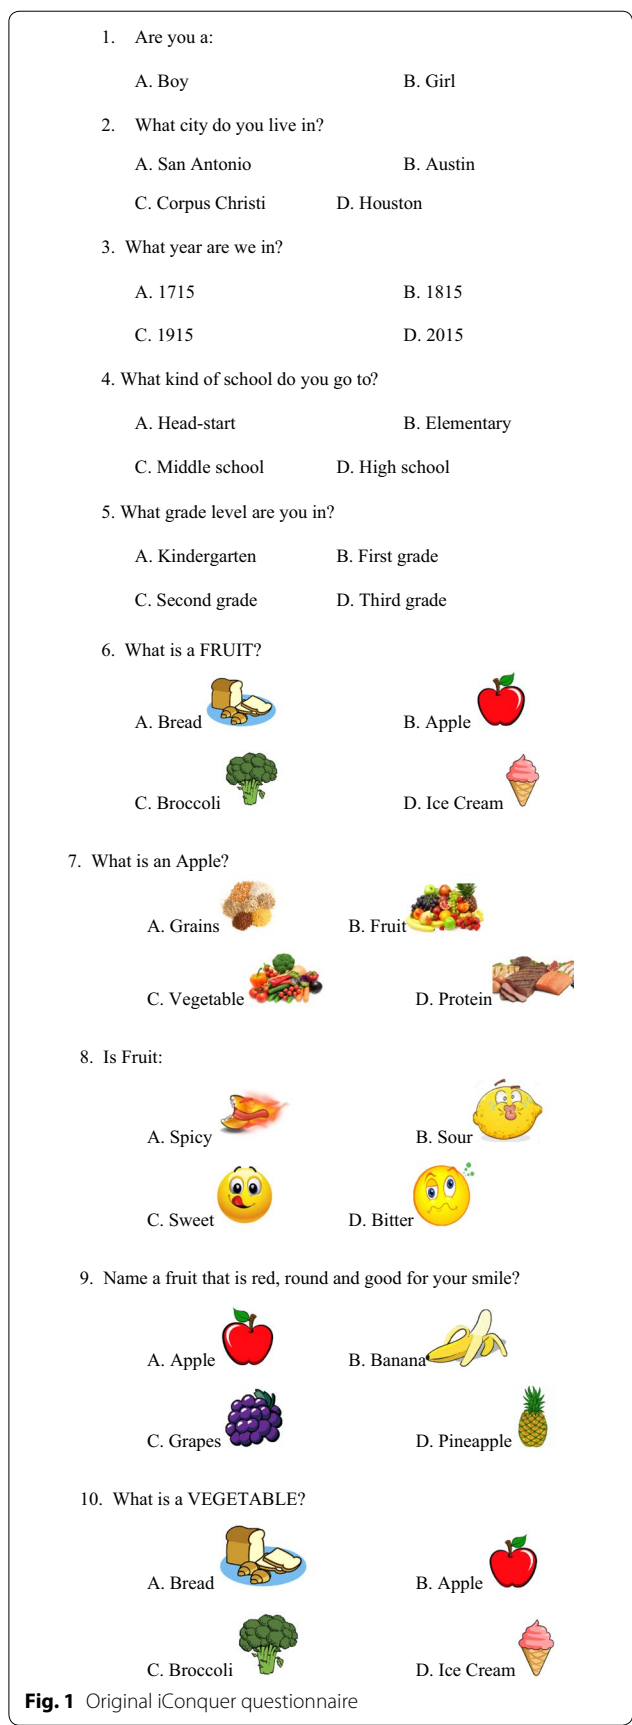 1. Are you a:
A. Boy B. Girl
2. What city do you live in?
A. San Antonio B. Austin
C. Corpus Christi D. Houston
3. What year are we in?
A. 1715 B. 1815
C. 1915 D. 2015
4. What kind of school do you go to?
A. Head-start B. Elementary
C. Middle school D. High school
5. What grade level are you in?
A. Kindergarten B. First grade
C. Second grade D. Third grade
6. What is a FRUIT?
A. Bread B. Apple
C. Broccoli D. Ice Cream
7. What is an Apple?
A. Grains B. Fruit
C. Vegetable D. Protein
8. Is Fruit:
A. Spicy B. Sour
C. Sweet D. Bitter
9. Name a fruit that is red, round and good for your smile?
A. Apple B. Banana
C. Grapes D. Pineapple
10. What is a VEGETABLE?
A. Bread B. Apple
C. Broccoli D. Ice Cream
Fig. 1 Original iConquer questionnaire